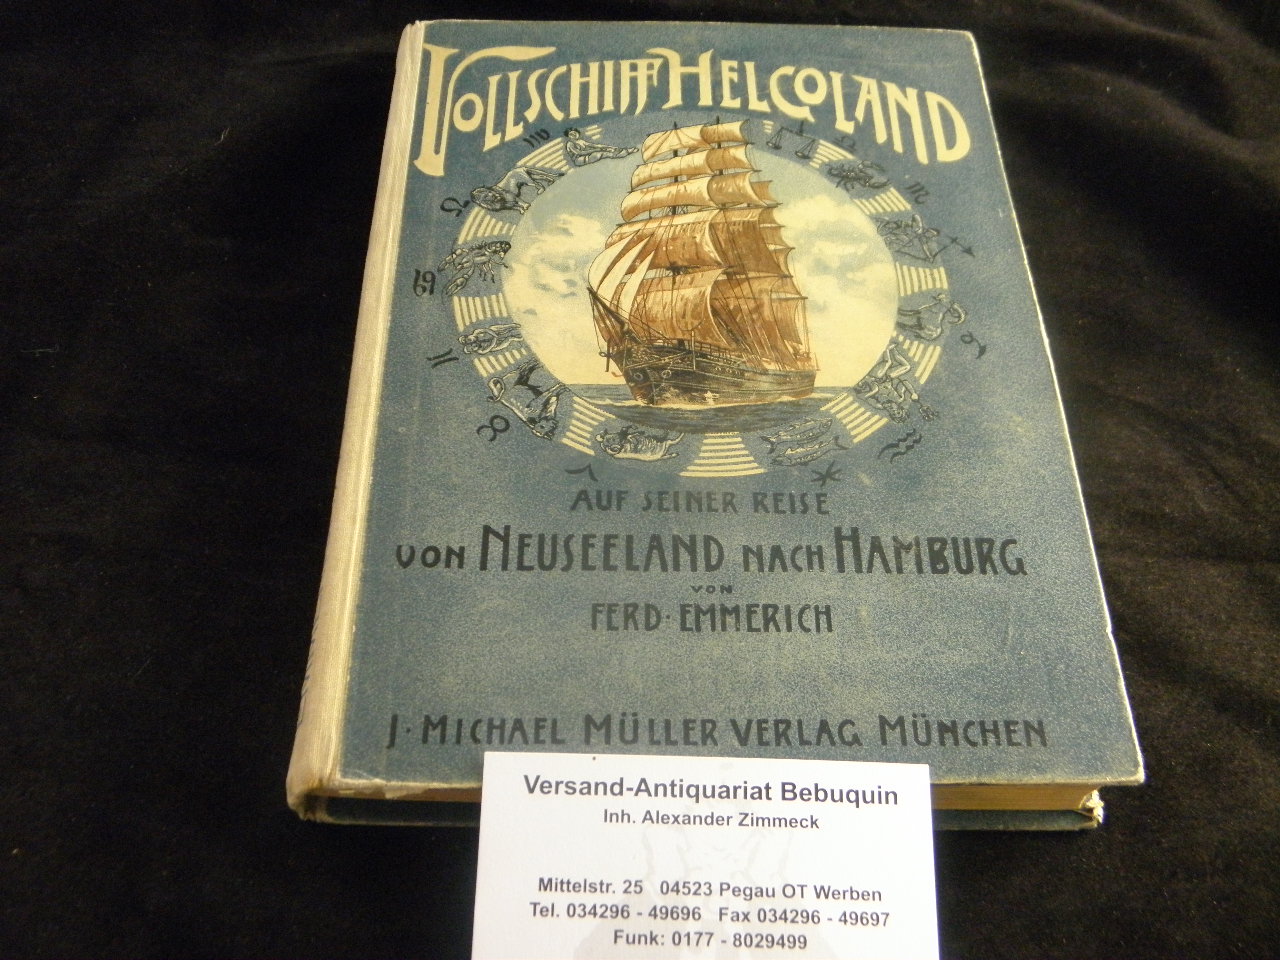 VOLLSCHIFF HELGOLAND
AUF SEINER REISE
VON NEUSEELAND NACH HAMBURG
VON
FERD. EMMERICH
J. MICHAEL MÜLLER VERLAG MÜNCHEN
Versand-Antiquariat Bebuquin
Inh. Alexander Zimmeck
Mittelstr. 25 04523 Pegau OT Werben
Tel. 034296 - 49696 Fax 034296 - 49697
Funk: 0177 - 8029499